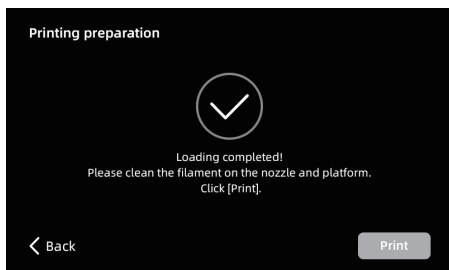 Printing preparation
Loading completed!
Please clean the filament on the nozzle and platform.
Click [Print].
Back
Print